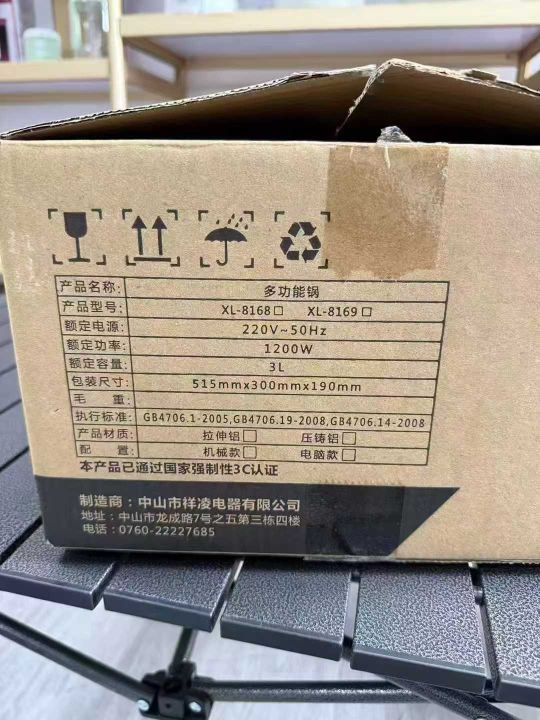 产品名称: 多功能锅
产品型号: XL-8168□ XL-8169□
额定电源: 220V~50Hz
额定功率: 1200W
额定容量: 3L
包装尺寸: 515mmx300mmx190mm
毛 重:
执行标准: GB4706.1-2005,GB4706.19-2008,GB4706.14-2008
产品材质: 拉伸铝□ 压铸铝□
配 置: 机械款□ 电脑款□
本产品已通过国家强制性3C认证
制造商：中山市祥凌电器有限公司
地址：中山市龙成路7号之五第三栋四楼
电话：0760-22227685